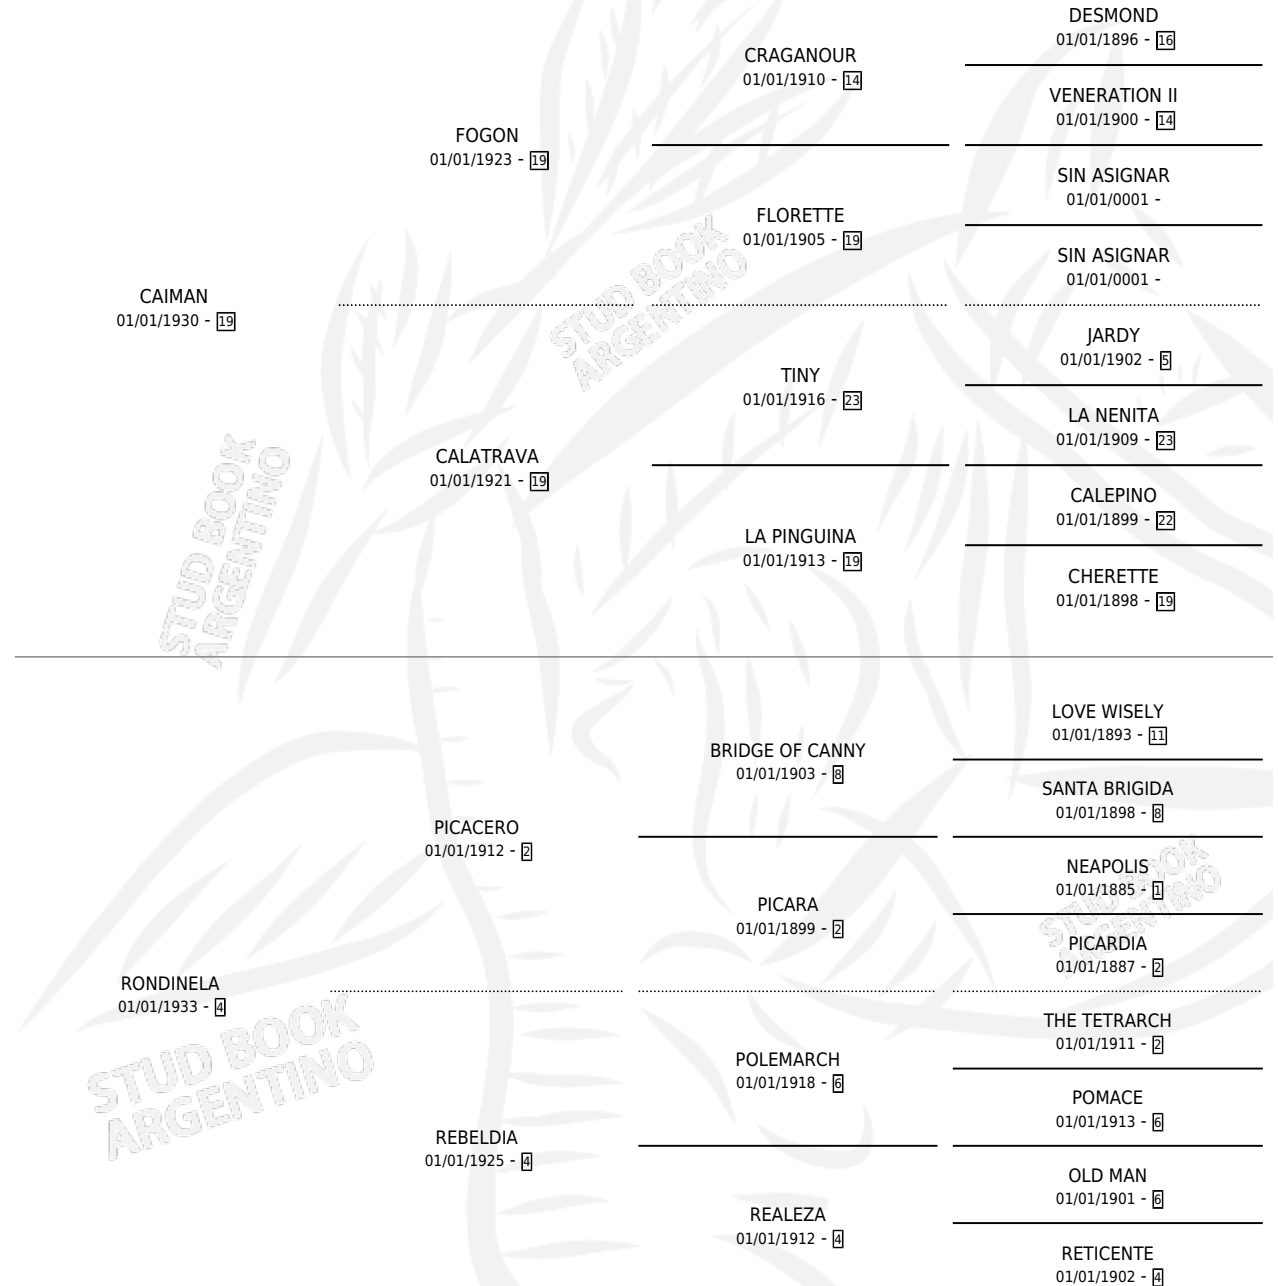 DESMOND
01/01/1896 - 16
CRAGANOUR
01/01/1910 - 14
VENERATION II
01/01/1900 - 14
FOGON
01/01/1923 - 19
SIN ASIGNAR
01/01/0001 -
FLORETTE
01/01/1905 - 19
SIN ASIGNAR
01/01/0001 -
CAIMAN
01/01/1930 - 19
JARDY
01/01/1902 - 5
TINY
01/01/1916 - 23
LA NENITA
01/01/1909 - 23
CALATRAVA
01/01/1921 - 19
CALEPINO
01/01/1899 - 22
LA PINGUINA
01/01/1913 - 19
CHERETTE
01/01/1898 - 19
STUD BOOK
ARGENTINO
STUD BOOK
ARGENTINO
LOVE WISELY
01/01/1893 - 11
BRIDGE OF CANNY
01/01/1903 - 8
SANTA BRIGIDA
01/01/1898 - 8
PICACERO
01/01/1912 - 2
NEAPOLIS
01/01/1885 - 1
PICARA
01/01/1899 - 2
PICARDIA
01/01/1887 - 2
STUD BOOK
ARGENTINO
RONDINELA
01/01/1933 - 4
THE TETRARCH
01/01/1911 - 2
POLEMARCH
01/01/1918 - 6
POMACE
01/01/1913 - 6
STUD BOOK
ARGENTINO
REBELDIA
01/01/1925 - 4
OLD MAN
01/01/1901 - 6
REALEZA
01/01/1912 - 4
RETICENTE
01/01/1902 - 4